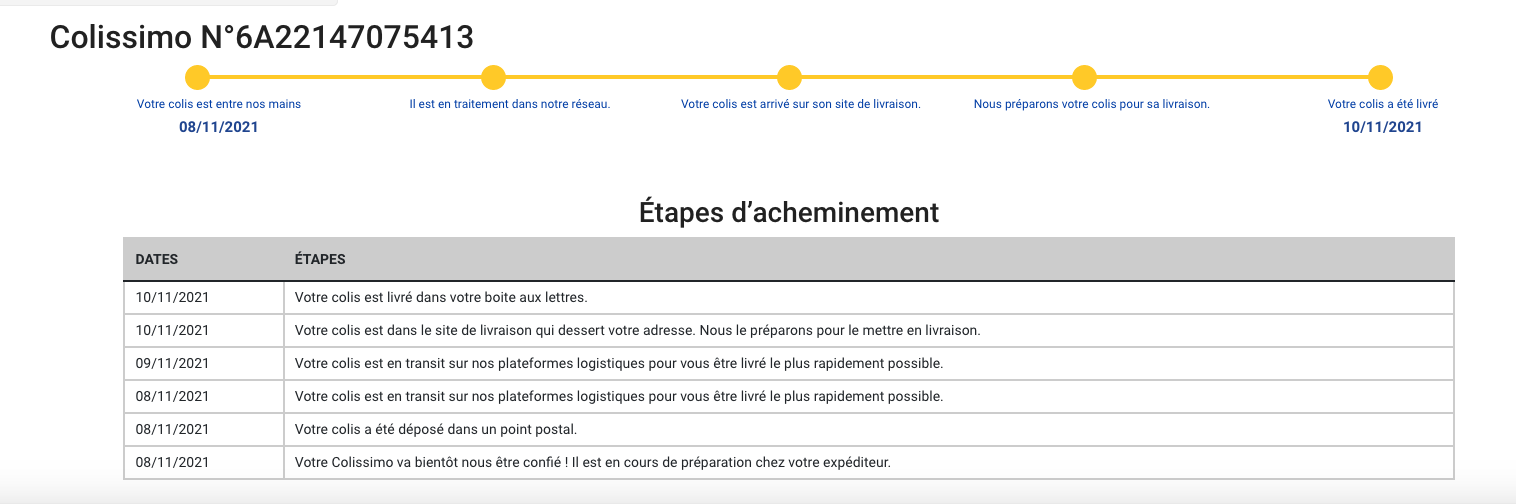 Colissimo N°6A22147075413
Votre colis est entre nos mains
08/11/2021
Il est en traitement dans notre réseau.
Votre colis est arrivé sur son site de livraison.
Nous préparons votre colis pour sa livraison.
Votre colis a été livré
10/11/2021
Étapes d’acheminement
DATES ÉTAPES
10/11/2021 Votre colis est livré dans votre boite aux lettres.
10/11/2021 Votre colis est dans le site de livraison qui dessert votre adresse. Nous le préparons pour le mettre en livraison.
09/11/2021 Votre colis est en transit sur nos plateformes logistiques pour vous être livré le plus rapidement possible.
08/11/2021 Votre colis est en transit sur nos plateformes logistiques pour vous être livré le plus rapidement possible.
08/11/2021 Votre colis a été déposé dans un point postal.
08/11/2021 Votre Colissimo va bientôt nous être confié ! Il est en cours de préparation chez votre expéditeur.